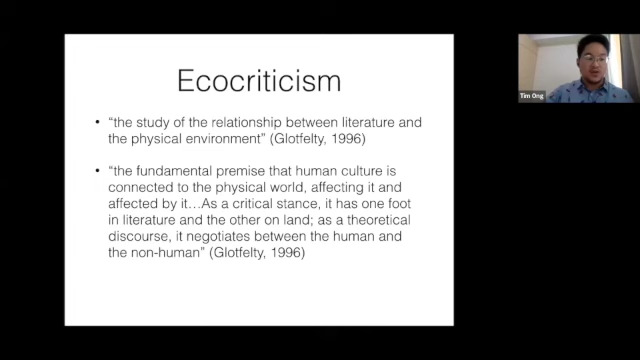 Ecocriticism
• “the study of the relationship between literature and
the physical environment” (Glotfelty, 1996)
• “the fundamental premise that human culture is
connected to the physical world, affecting it and
affected by it…As a critical stance, it has one foot
in literature and the other on land; as a theoretical
discourse, it negotiates between the human and
the non-human” (Glotfelty, 1996)
Tim Ong